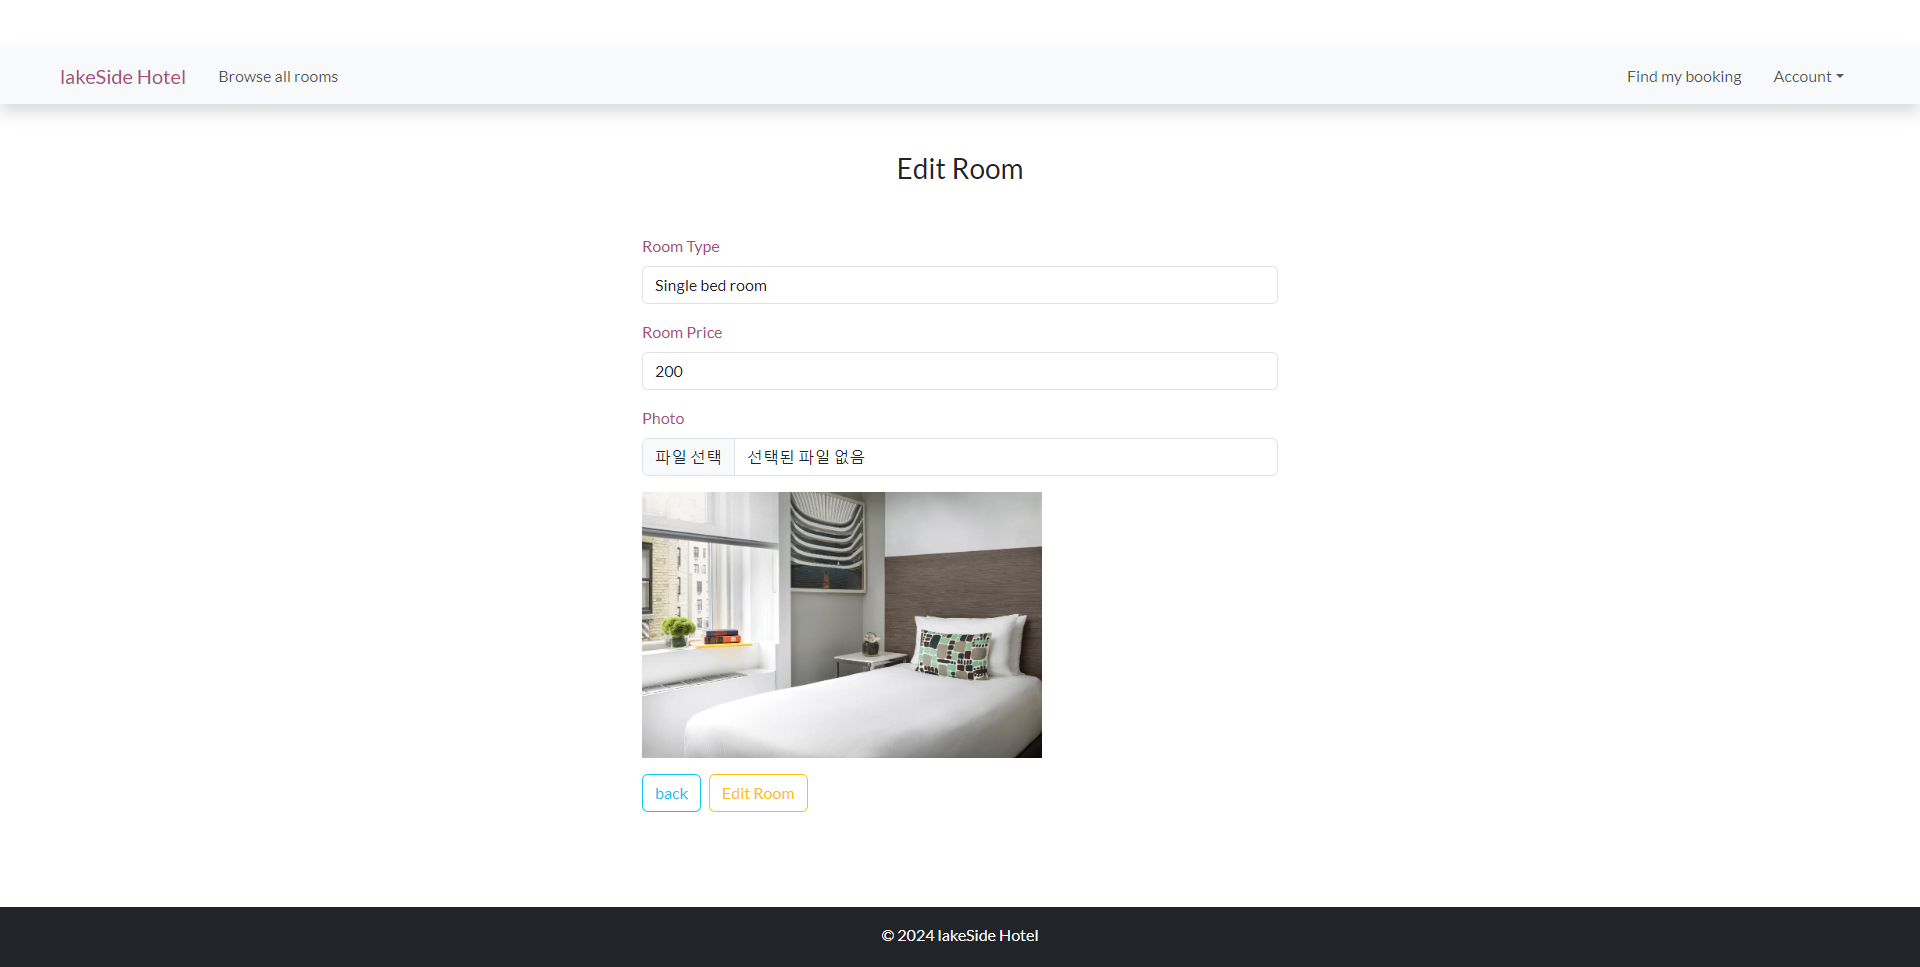 lakeSide Hotel Browse all rooms Find my booking Account
Edit Room
Room Type
Single bed room
Room Price
200
Photo
파일 선택 선택된 파일 없음
back Edit Room
© 2024 lakeSide Hotel